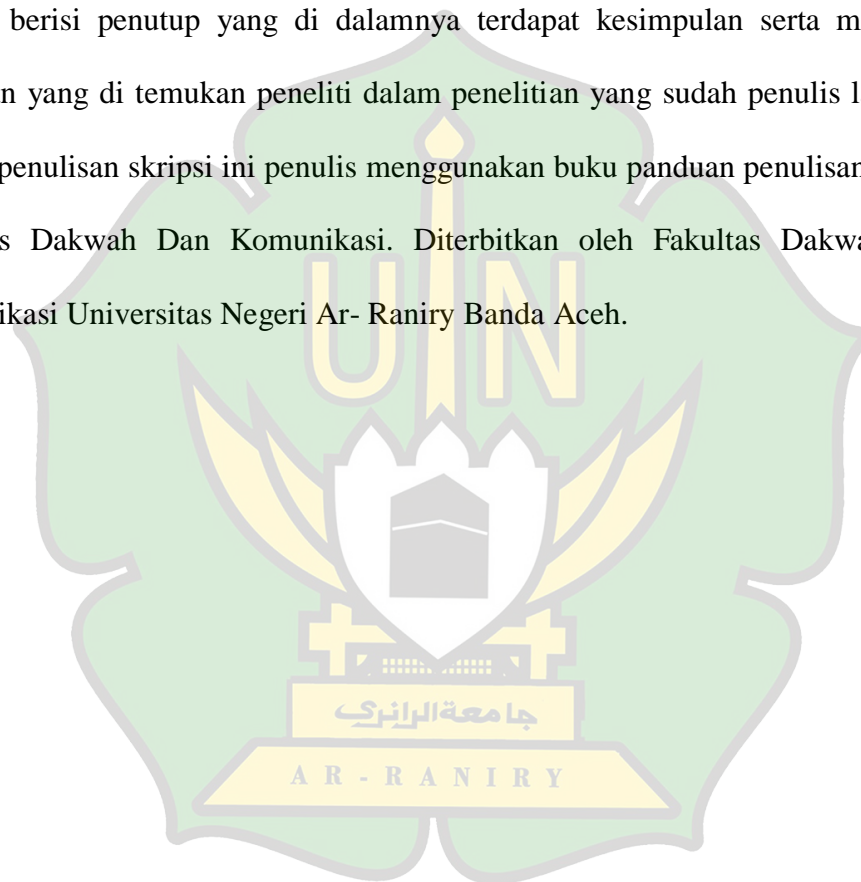 berisi penutup yang di dalamnya terdapat kesimpulan serta m
n yang di temukan peneliti dalam penelitian yang sudah penulis l
penulisan skripsi ini penulis menggunakan buku panduan penulisan
s Dakwah Dan Komunikasi. Diterbitkan oleh Fakultas Dakwa
ikasi Universitas Negeri Ar- Raniry Banda Aceh.
UIN
جامعةالرانري
AR-RANIRY